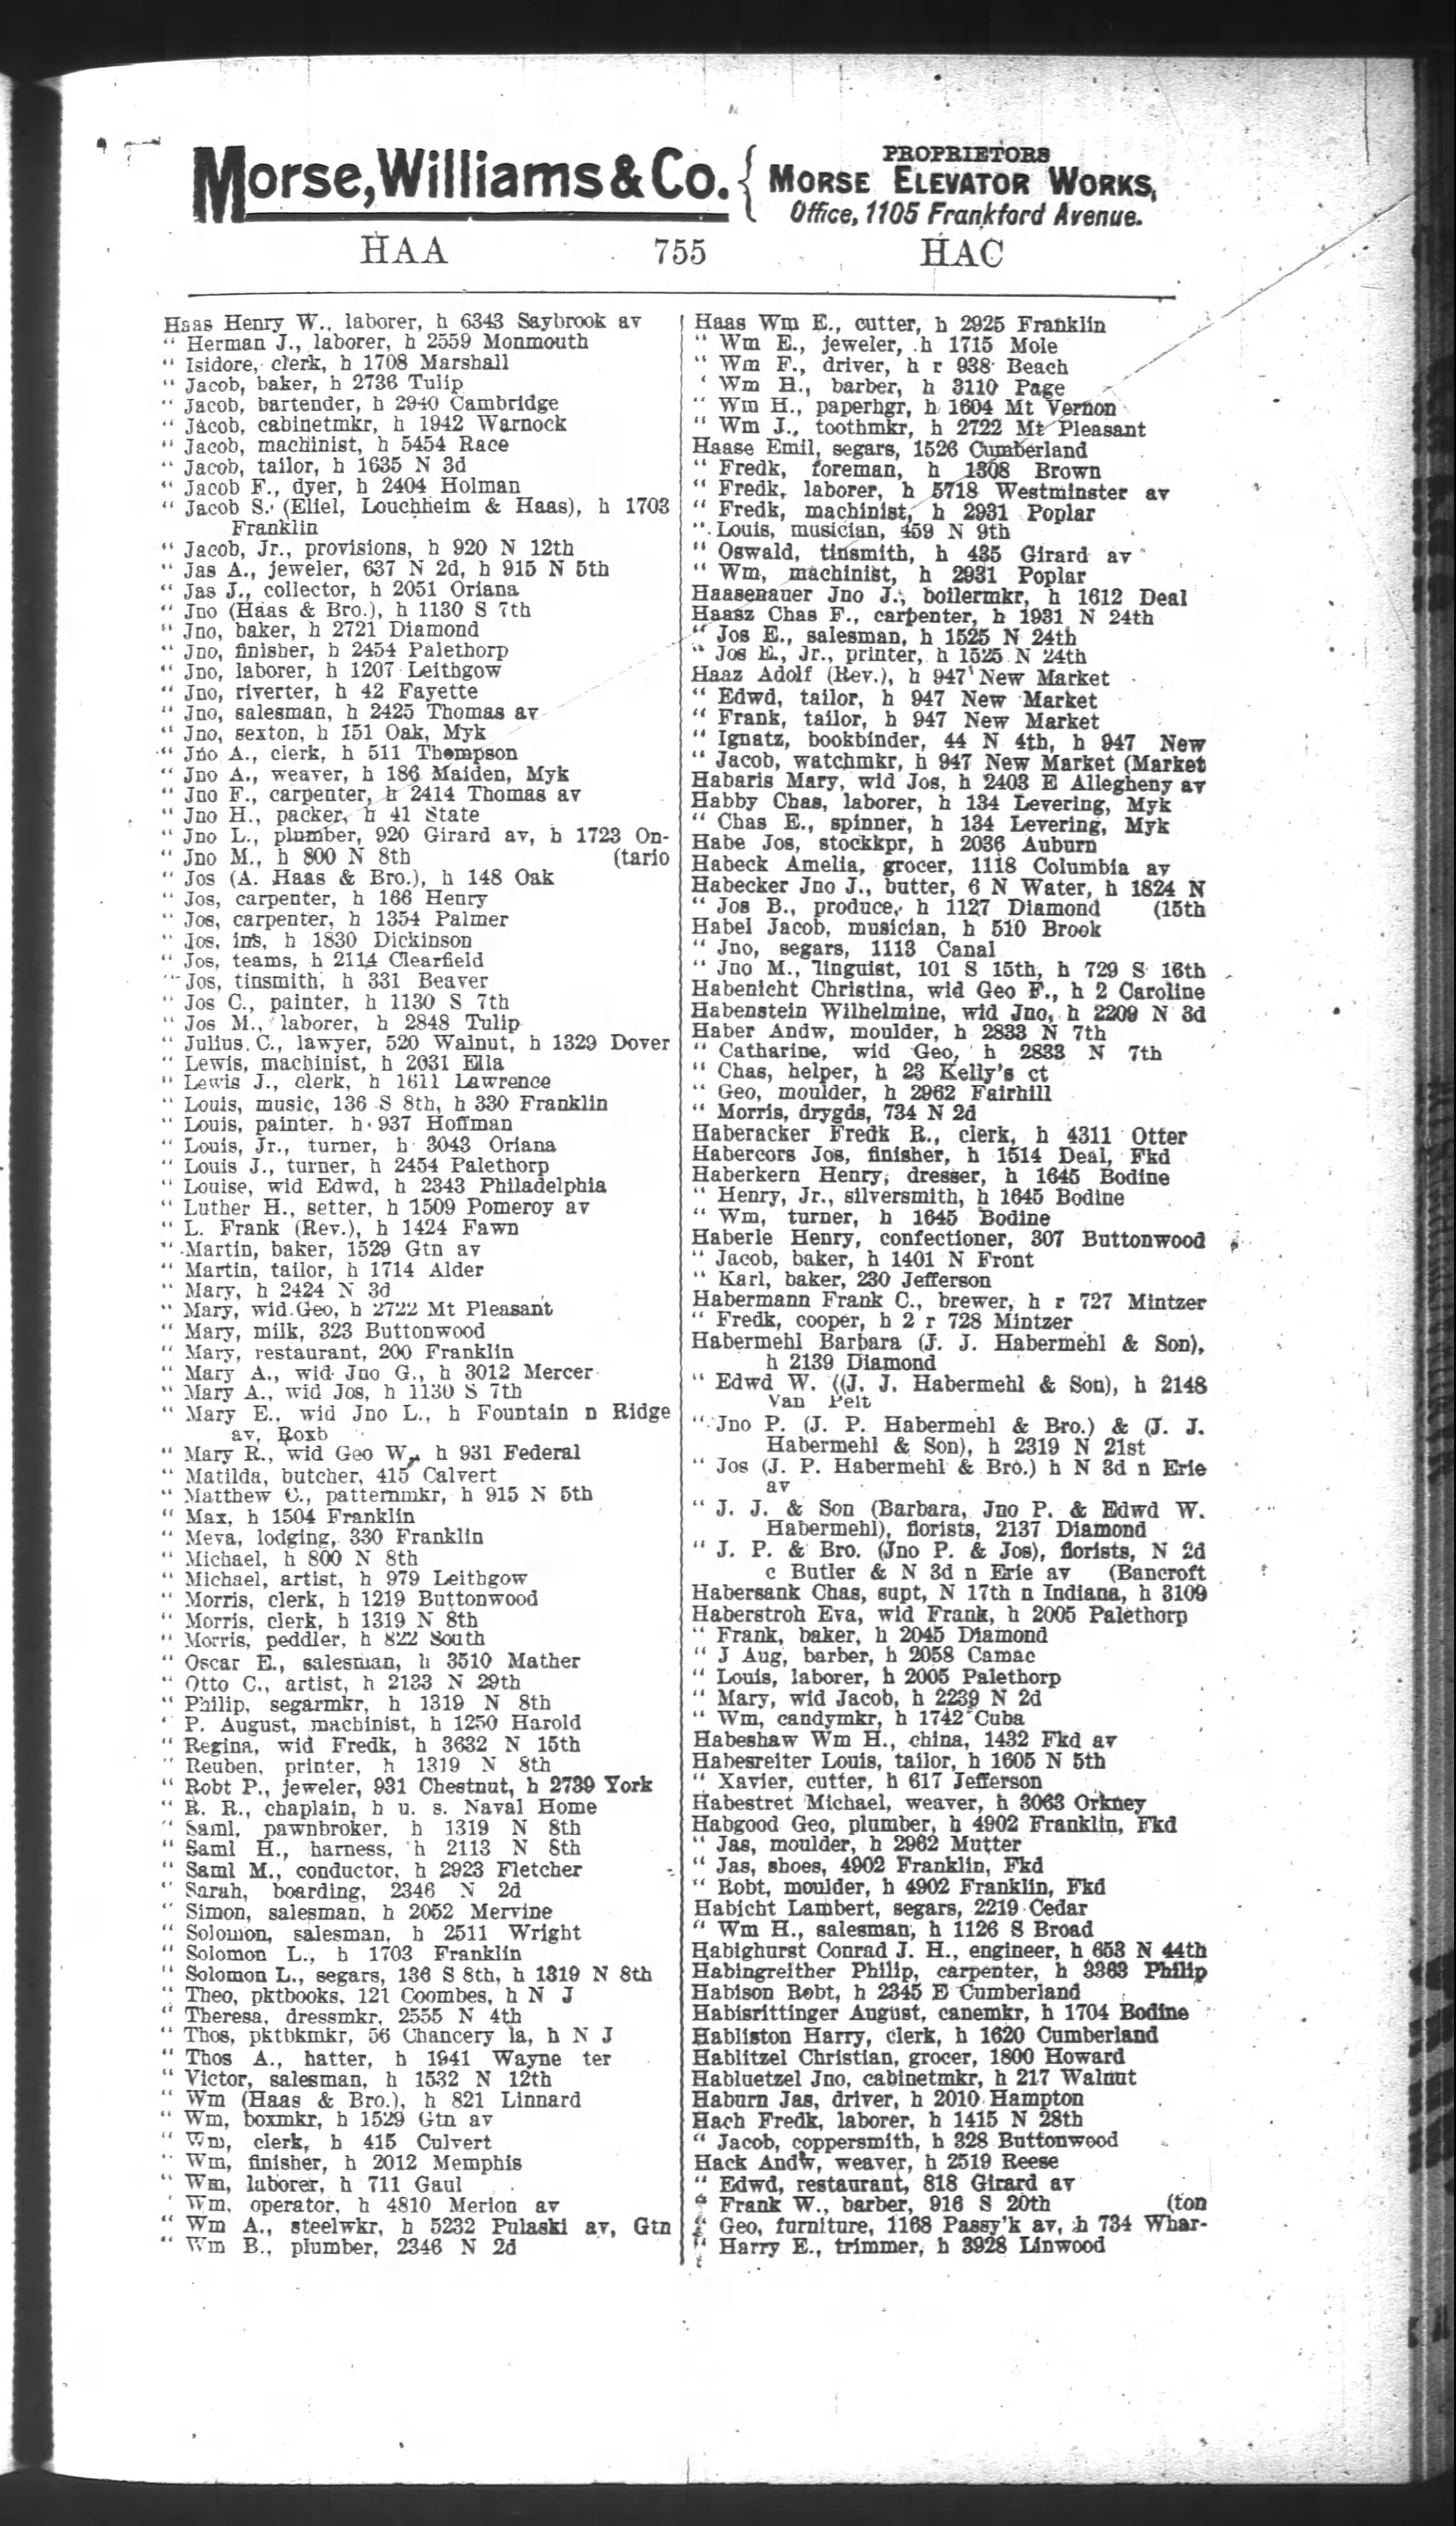 Morse, Williams & Co. { PROPRIETORS
MORSE ELEVATOR WORKS,
Office, 1105 Frankford Avenue.
HAA 755 HAC
Haas Henry W., laborer, h 6343 Saybrook av
" Herman J., laborer, h 2559 Monmouth
" Isidore, clerk, h 1708 Marshall
" Jacob, baker, h 2736 Tulip
" Jacob, bartender, h 2940 Cambridge
" Jacob, cabinetmkr, h 1942 Warnock
" Jacob, machinist, h 5454 Race
" Jacob, tailor, h 1635 N 3d
" Jacob F., dyer, h 2404 Holman
" Jacob S. (Eliel, Louchheim & Haas), h 1703
Franklin
" Jacob, Jr., provisions, h 920 N 12th
" Jas A., jeweler, 637 N 2d, h 915 N 5th
" Jas J., collector, h 2051 Oriana
" Jno (Haas & Bro.), h 1130 S 7th
" Jno, baker, h 2721 Diamond
" Jno, finisher, h 2454 Palethorp
" Jno, laborer, h 1207 Leithgow
" Jno, riverter, h 42 Fayette
" Jno, salesman, h 2425 Thomas av
" Jno, sexton, h 151 Oak, Myk
" Jno A., clerk, h 511 Thompson
" Jno A., weaver, h 186 Maiden, Myk
" Jno F., carpenter, h 2414 Thomas av
" Jno H., packer, h 41 State
" Jno L., plumber, 920 Girard av, h 1723 On-
" Jno M., h 800 N 8th (tario
" Jos (A. Haas & Bro.), h 148 Oak
" Jos, carpenter, h 166 Henry
" Jos, carpenter, h 1354 Palmer
" Jos, ins, h 1830 Dickinson
" Jos, teams, h 2114 Clearfield
" Jos, tinsmith, h 331 Beaver
" Jos C., painter, h 1130 S 7th
" Jos M., laborer, h 2848 Tulip
" Julius C., lawyer, 520 Walnut, h 1329 Dover
" Lewis, machinist, h 2031 Ella
" Lewis J., clerk, h 1611 Lawrence
" Louis, music, 136 S 8th, h 330 Franklin
" Louis, painter, h 937 Hoffman
" Louis, Jr., turner, h 3043 Oriana
" Louis J., turner, h 2454 Palethorp
" Louise, wid Edwd, h 2343 Philadelphia
" Luther H., setter, h 1509 Pomeroy av
" L. Frank (Rev.), h 1424 Fawn
" Martin, baker, 1529 Gtn av
" Martin, tailor, h 1714 Alder
" Mary, h 2424 N 3d
" Mary, wid Geo, h 2722 Mt Pleasant
" Mary, milk, 323 Buttonwood
" Mary, restaurant, 200 Franklin
" Mary A., wid Jno G., h 3012 Mercer
" Mary A., wid Jos, h 1130 S 7th
" Mary E., wid Jno L., h Fountain n Ridge
av, Roxb
" Mary R., wid Geo W., h 931 Federal
" Matilda, butcher, 415 Calvert
" Matthew C., patternmkr, h 915 N 5th
" Max, h 1504 Franklin
" Meva, lodging, 330 Franklin
" Michael, h 800 N 8th
" Michael, artist, h 979 Leithgow
" Morris, clerk, h 1219 Buttonwood
" Morris, clerk, h 1319 N 8th
" Morris, peddler, h 822 South
" Oscar E., salesman, h 3510 Mather
" Otto C., artist, h 2133 N 29th
" Philip, segarmkr, h 1319 N 8th
" P. August, machinist, h 1250 Harold
" Regina, wid Fredk, h 3632 N 15th
" Reuben, printer, h 1319 N 8th
" Robt P., jeweler, 931 Chestnut, h 2739 York
" R. R., chaplain, h u. s. Naval Home
" Saml, pawnbroker, h 1319 N 8th
" Saml H., harness, h 2113 N 8th
" Saml M., conductor, h 2923 Fletcher
" Sarah, boarding, 2346 N 2d
" Simon, salesman, h 2052 Mervine
" Solomon, salesman, h 2511 Wright
" Solomon L., h 1703 Franklin
" Solomon L., segars, 136 S 8th, h 1319 N 8th
" Theo, pktbooks, 121 Coombes, h N J
" Theresa, dressmkr, 2555 N 4th
" Thos, pktbkmkr, 56 Chancery la, h N J
" Thos A., hatter, h 1941 Wayne ter
" Victor, salesman, h 1532 N 12th
" Wm (Haas & Bro.), h 821 Linnard
" Wm, boxmkr, h 1529 Gtn av
" Wm, clerk, h 415 Culvert
" Wm, finisher, h 2012 Memphis
" Wm, laborer, h 711 Gaul
" Wm, operator, h 4810 Merion av
" Wm A., steelwkr, h 5232 Pulaski av, Gtn
" Wm B., plumber, 2346 N 2d
Haas Wm E., cutter, h 2925 Franklin
" Wm E., jeweler, h 1715 Mole
" Wm F., driver, h r 938 Beach
" Wm H., barber, h 3110 Page
" Wm H., paperhgr, h 1604 Mt Vernon
" Wm J., toothmkr, h 2722 Mt Pleasant
Haase Emil, segars, 1526 Cumberland
" Fredk, foreman, h 1308 Brown
" Fredk, laborer, h 5718 Westminster av
" Fredk, machinist, h 2931 Poplar
" Louis, musician, 459 N 9th
" Oswald, tinsmith, h 435 Girard av
" Wm, machinist, h 2931 Poplar
Haasenauer Jno J., boilermkr, h 1612 Deal
Haasz Chas F., carpenter, h 1931 N 24th
" Jos E., salesman, h 1525 N 24th
" Jos E., Jr., printer, h 1525 N 24th
Haaz Adolf (Rev.), h 947 New Market
" Edwd, tailor, h 947 New Market
" Frank, tailor, h 947 New Market
" Ignatz, bookbinder, 44 N 4th, h 947 New
" Jacob, watchmkr, h 947 New Market (Market
Habaris Mary, wid Jos, h 2403 E Allegheny av
Habby Chas, laborer, h 134 Levering, Myk
" Chas E., spinner, h 134 Levering, Myk
Habe Jos, stockkpr, h 2036 Auburn
Habeck Amelia, grocer, 1118 Columbia av
Habecker Jno J., butter, 6 N Water, h 1824 N
" Jos B., produce, h 1127 Diamond (15th
Habel Jacob, musician, h 510 Brook
" Jno, segars, 1113 Canal
" Jno M., linguist, 101 S 15th, h 729 S 16th
Habenicht Christina, wid Geo F., h 2 Caroline
Habenstein Wilhelmine, wid Jno, h 2209 N 3d
Haber Andw, moulder, h 2833 N 7th
" Catharine, wid Geo, h 2833 N 7th
" Chas, helper, h 23 Kelly's ct
" Geo, moulder, h 2962 Fairhill
" Morris, drygds, 734 N 2d
Haberacker Fredk R., clerk, h 4311 Otter
Habercors Jos, finisher, h 1514 Deal, Fkd
Haberkern Henry, dresser, h 1645 Bodine
" Henry, Jr., silversmith, h 1645 Bodine
" Wm, turner, h 1645 Bodine
Haberle Henry, confectioner, 307 Buttonwood
" Jacob, baker, h 1401 N Front
" Karl, baker, 230 Jefferson
Habermann Frank C., brewer, h r 727 Mintzer
" Fredk, cooper, h 2 r 728 Mintzer
Habermehl Barbara (J. J. Habermehl & Son),
h 2139 Diamond
" Edwd W. ((J. J. Habermehl & Son), h 2148
Van Pelt
" Jno P. (J. P. Habermehl & Bro.) & (J. J.
Habermehl & Son), h 2319 N 21st
" Jos (J. P. Habermehl & Bro.) h N 3d n Erie
av
" J. J. & Son (Barbara, Jno P. & Edwd W.
Habermehl), florists, 2137 Diamond
" J. P. & Bro. (Jno P. & Jos), florists, N 2d
c Butler & N 3d n Erie av (Bancroft
Habersank Chas, supt, N 17th n Indiana, h 3109
Haberstroh Eva, wid Frank, h 2005 Palethorp
" Frank, baker, h 2045 Diamond
" J Aug, barber, h 2058 Camac
" Louis, laborer, h 2005 Palethorp
" Mary, wid Jacob, h 2239 N 2d
" Wm, candymkr, h 1742 Cuba
Habeshaw Wm H., china, 1432 Fkd av
Habesreiter Louis, tailor, h 1605 N 5th
" Xavier, cutter, h 617 Jefferson
Habestret Michael, weaver, h 3063 Orkney
Habgood Geo, plumber, h 4902 Franklin, Fkd
" Jas, moulder, h 2962 Mutter
" Jas, shoes, 4902 Franklin, Fkd
" Robt, moulder, h 4902 Franklin, Fkd
Habicht Lambert, segars, 2219 Cedar
" Wm H., salesman, h 1126 S Broad
Habighurst Conrad J. H., engineer, h 653 N 44th
Habingreither Philip, carpenter, h 3363 Philip
Habison Robt, h 2345 E Cumberland
Habisrittinger August, canemkr, h 1704 Bodine
Habliston Harry, clerk, h 1620 Cumberland
Hablitzel Christian, grocer, 1800 Howard
Habluetzel Jno, cabinetmkr, h 217 Walnut
Haburn Jas, driver, h 2010 Hampton
Hach Fredk, laborer, h 1415 N 28th
" Jacob, coppersmith, h 328 Buttonwood
Hack Andw, weaver, h 2519 Reese
" Edwd, restaurant, 818 Girard av
" Frank W., barber, 916 S 20th (ton
" Geo, furniture, 1168 Passy'k av, h 734 Whar-
" Harry E., trimmer, h 3928 Linwood